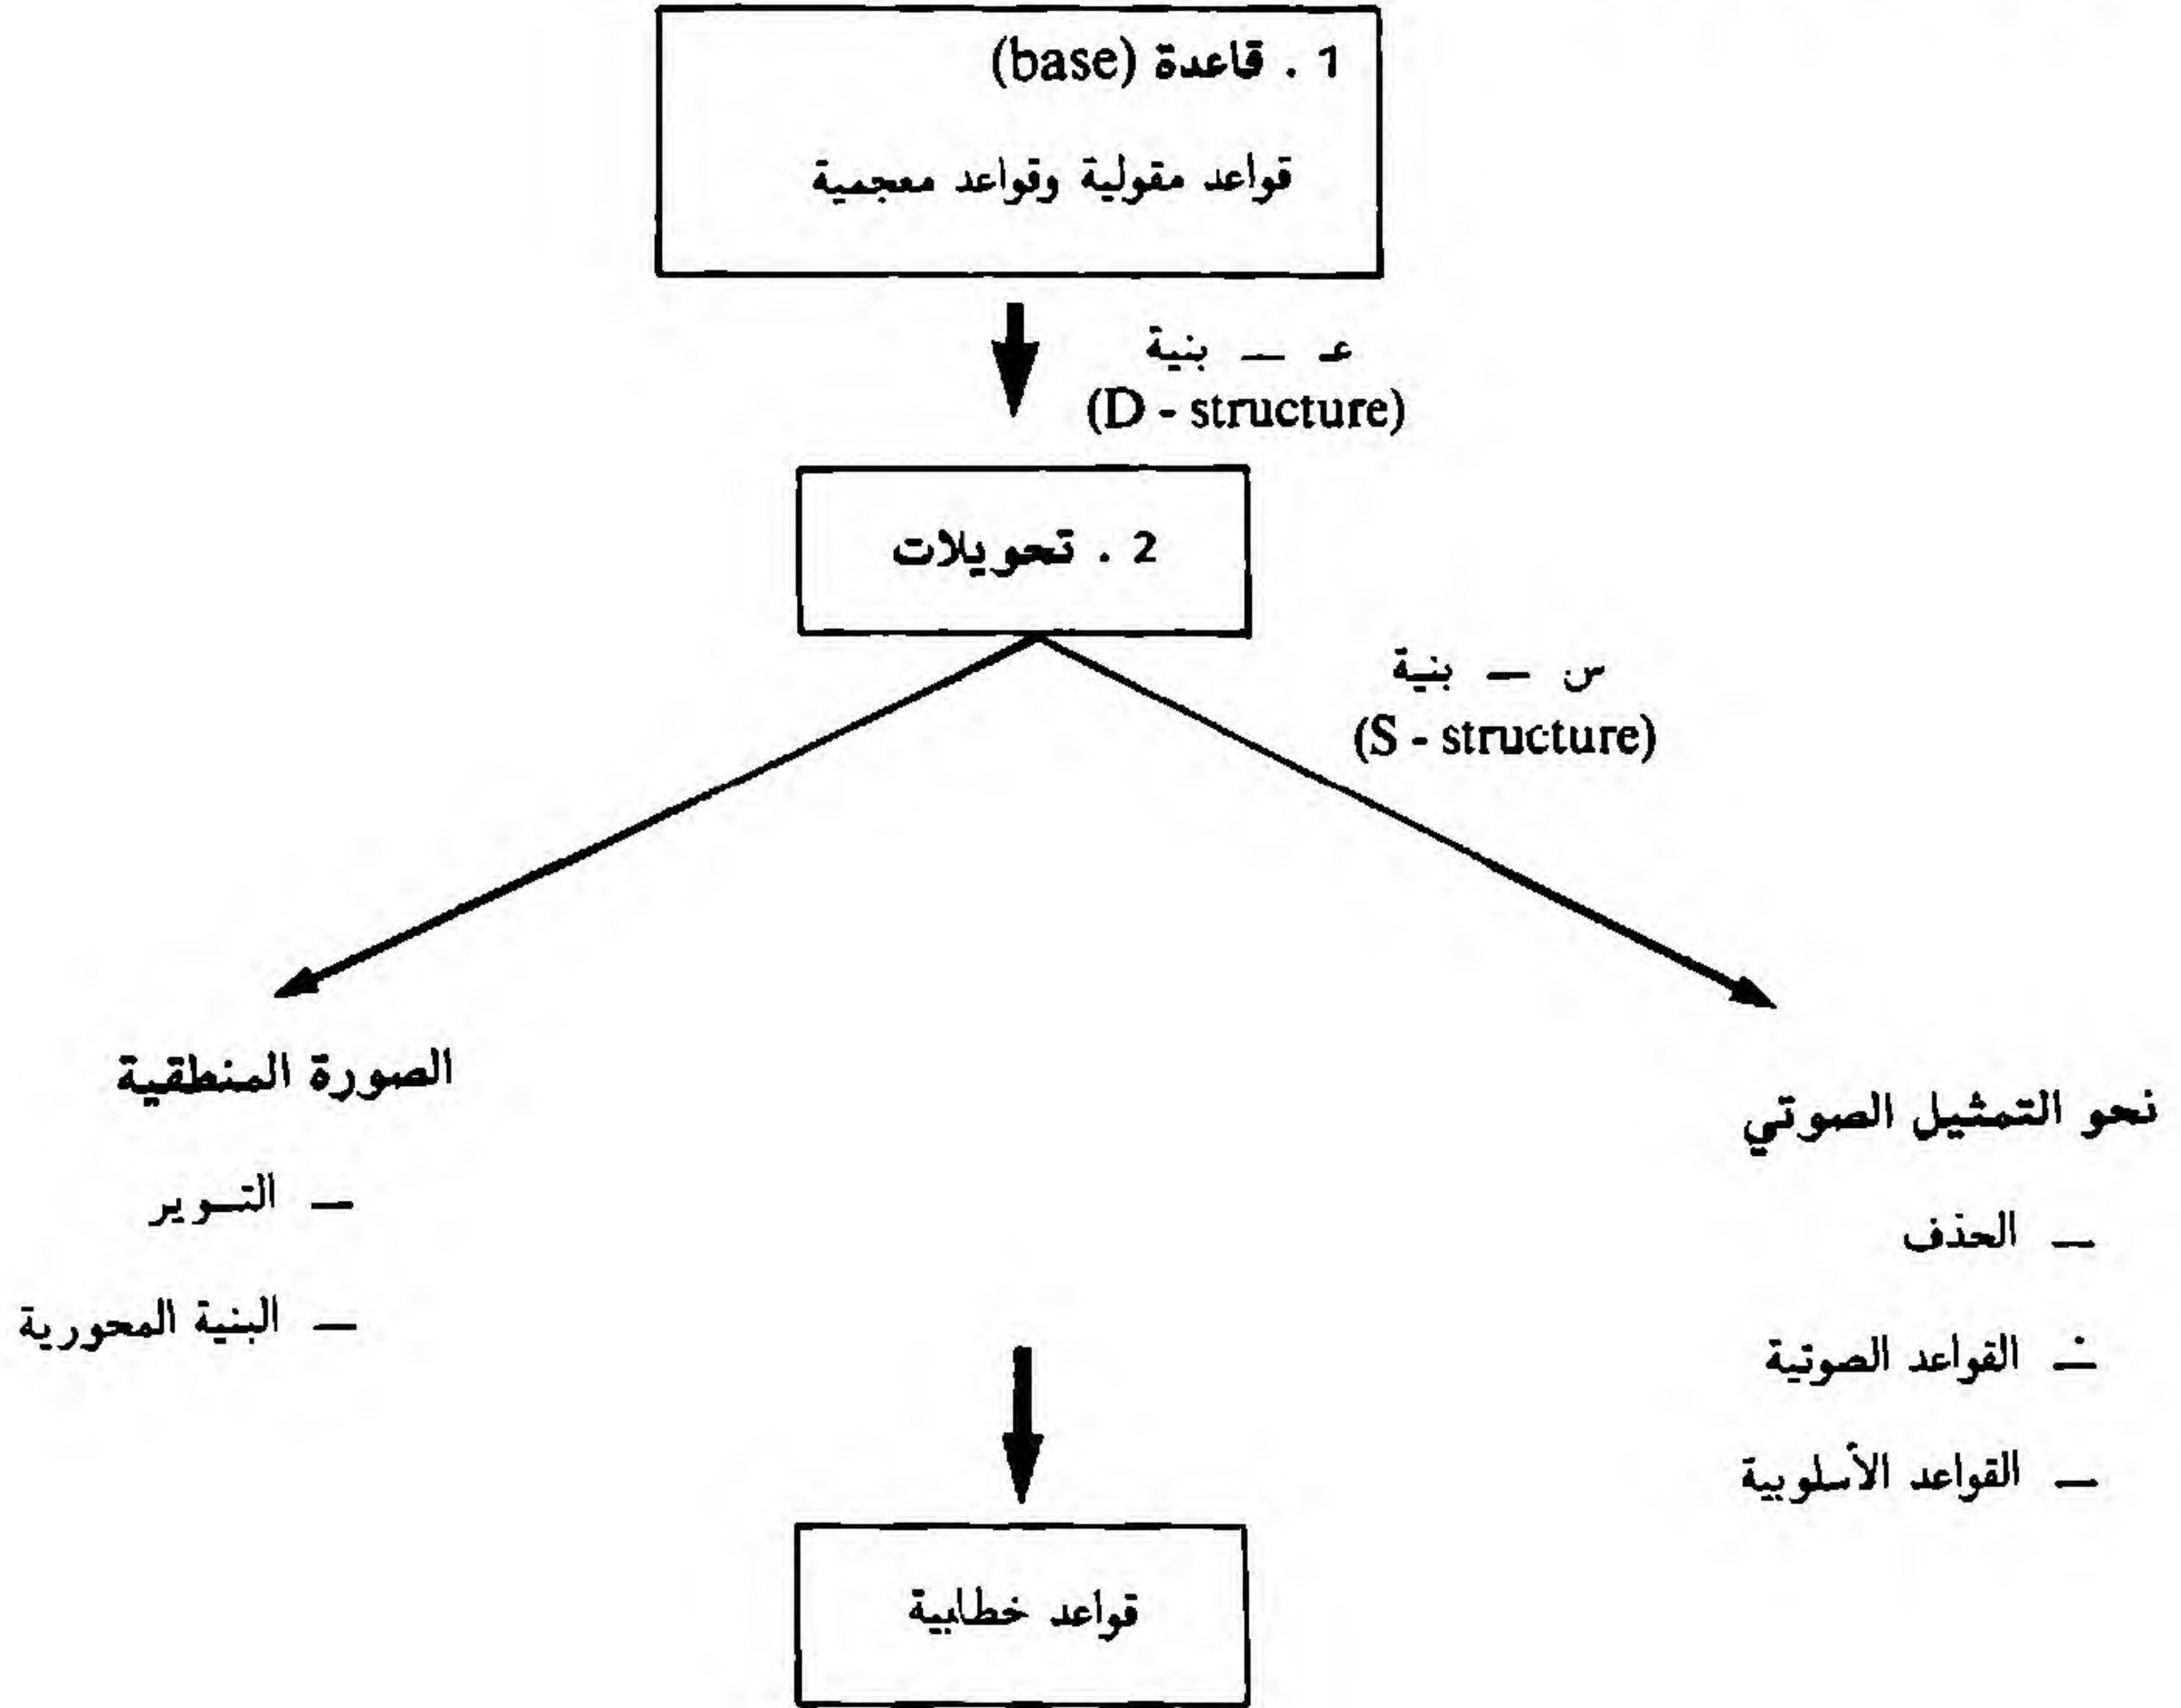 1 . قاعدة (base)
قواعد مقولية وقواعد معجمية
عـ — بنية
(D - structure)
2 . تحويلات
س — بنية
(S - structure)
نحو التمثيل الصوتي
— الحذف
— القواعد الصوتية
— القواعد الأسلوبية
الصورة المنطقية
— التسوير
— البنية المحورية
قواعد خطابية